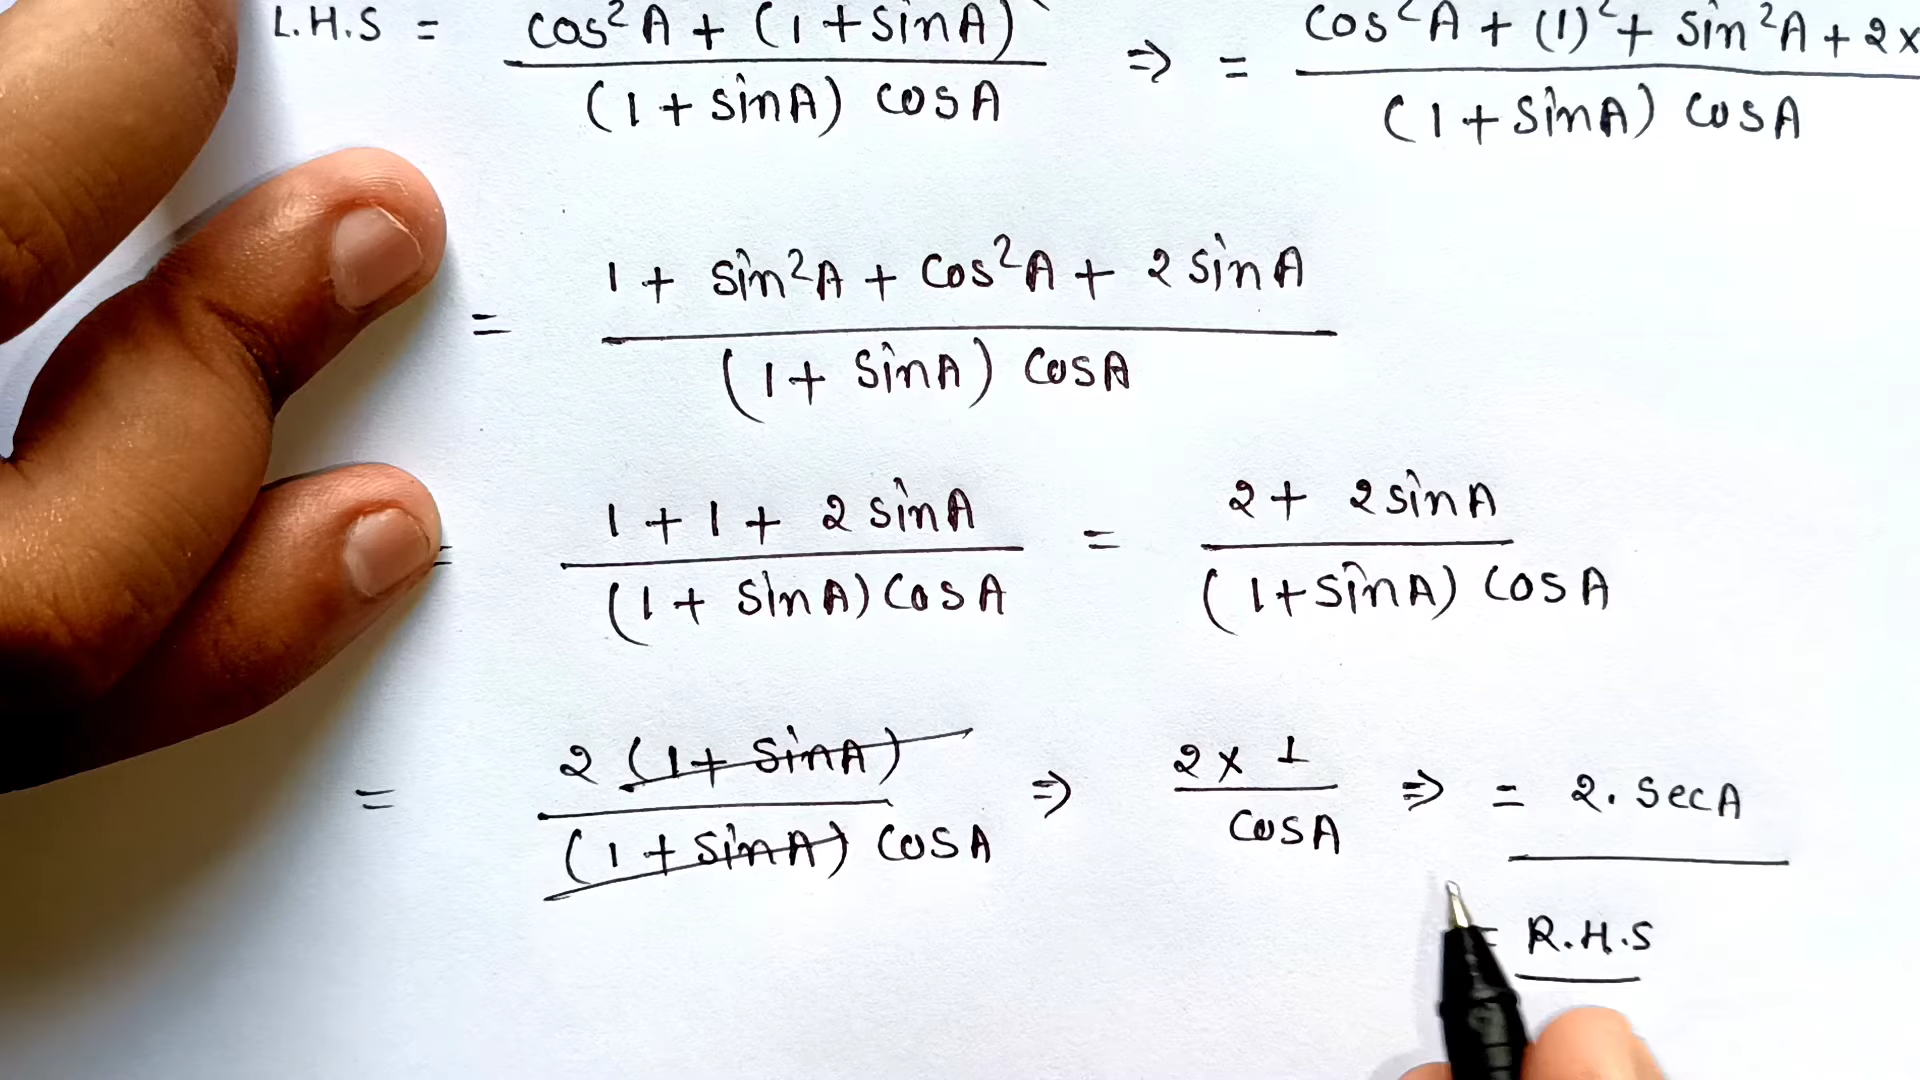 L.H.S = cos²A + (1 + sinA) / (1 + sinA) cosA ⇒ = cos²A + (1)² + sin²A + 2× / (1 + sinA) cosA
= 1 + sin²A + cos²A + 2 sinA / (1 + sinA) cosA
= 1 + 1 + 2 sinA / (1 + sinA) cosA = 2 + 2 sinA / (1 + sinA) cosA
= 2 (1 + sinA) / (1 + sinA) cosA ⇒ 2 × 1 / cosA ⇒ = 2. secA
= R.H.S